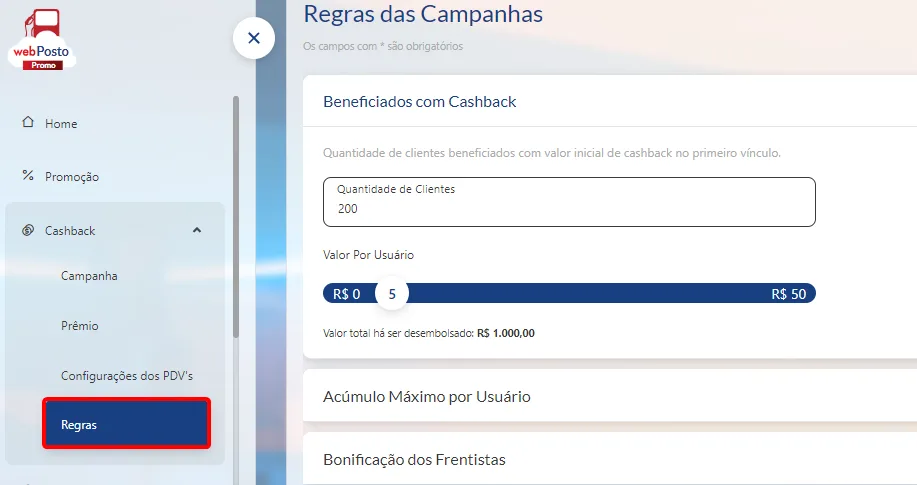 webPosto
Promo
Home
Promoção
Cashback
Campanha
Prêmio
Configurações dos PDV's
Regras
Regras das Campanhas
Os campos com * são obrigatórios
Beneficiados com Cashback
Quantidade de clientes beneficiados com valor inicial de cashback no primeiro vínculo.
Quantidade de Clientes
200
Valor Por Usuário
R$ 0 5 R$ 50
Valor total há ser desembolsado: R$ 1.000,00
Acúmulo Máximo por Usuário
Bonificação dos Frentistas